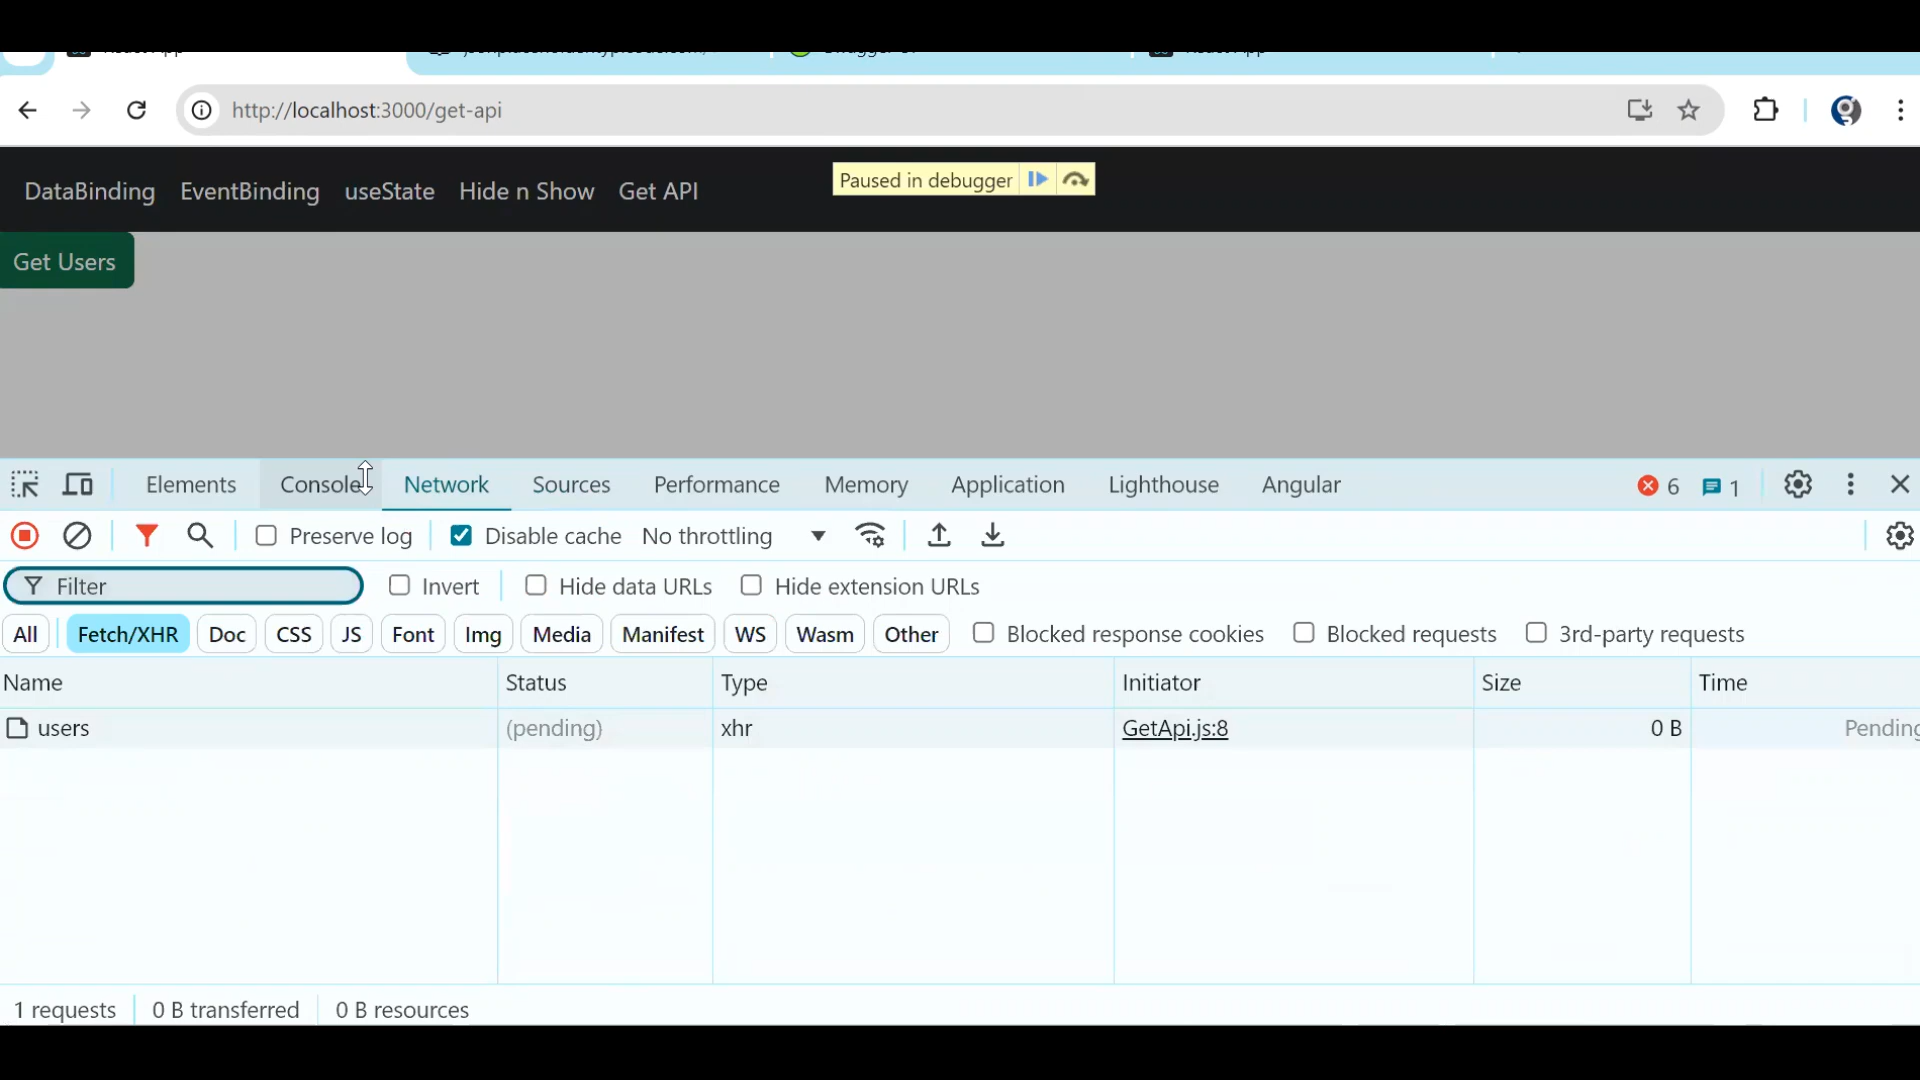 http://localhost:3000/get-api
DataBinding EventBinding useState Hide n Show Get API
Paused in debugger
Get Users
Elements Console Network Sources Performance Memory Application Lighthouse Angular 6 1
Preserve log Disable cache No throttling
Filter Invert Hide data URLs Hide extension URLs
All Fetch/XHR Doc CSS JS Font Img Media Manifest WS Wasm Other Blocked response cookies Blocked requests 3rd-party requests
Name Status Type Initiator Size Time
users (pending) xhr GetApi.js:8 0 B Pending
1 requests 0 B transferred 0 B resources